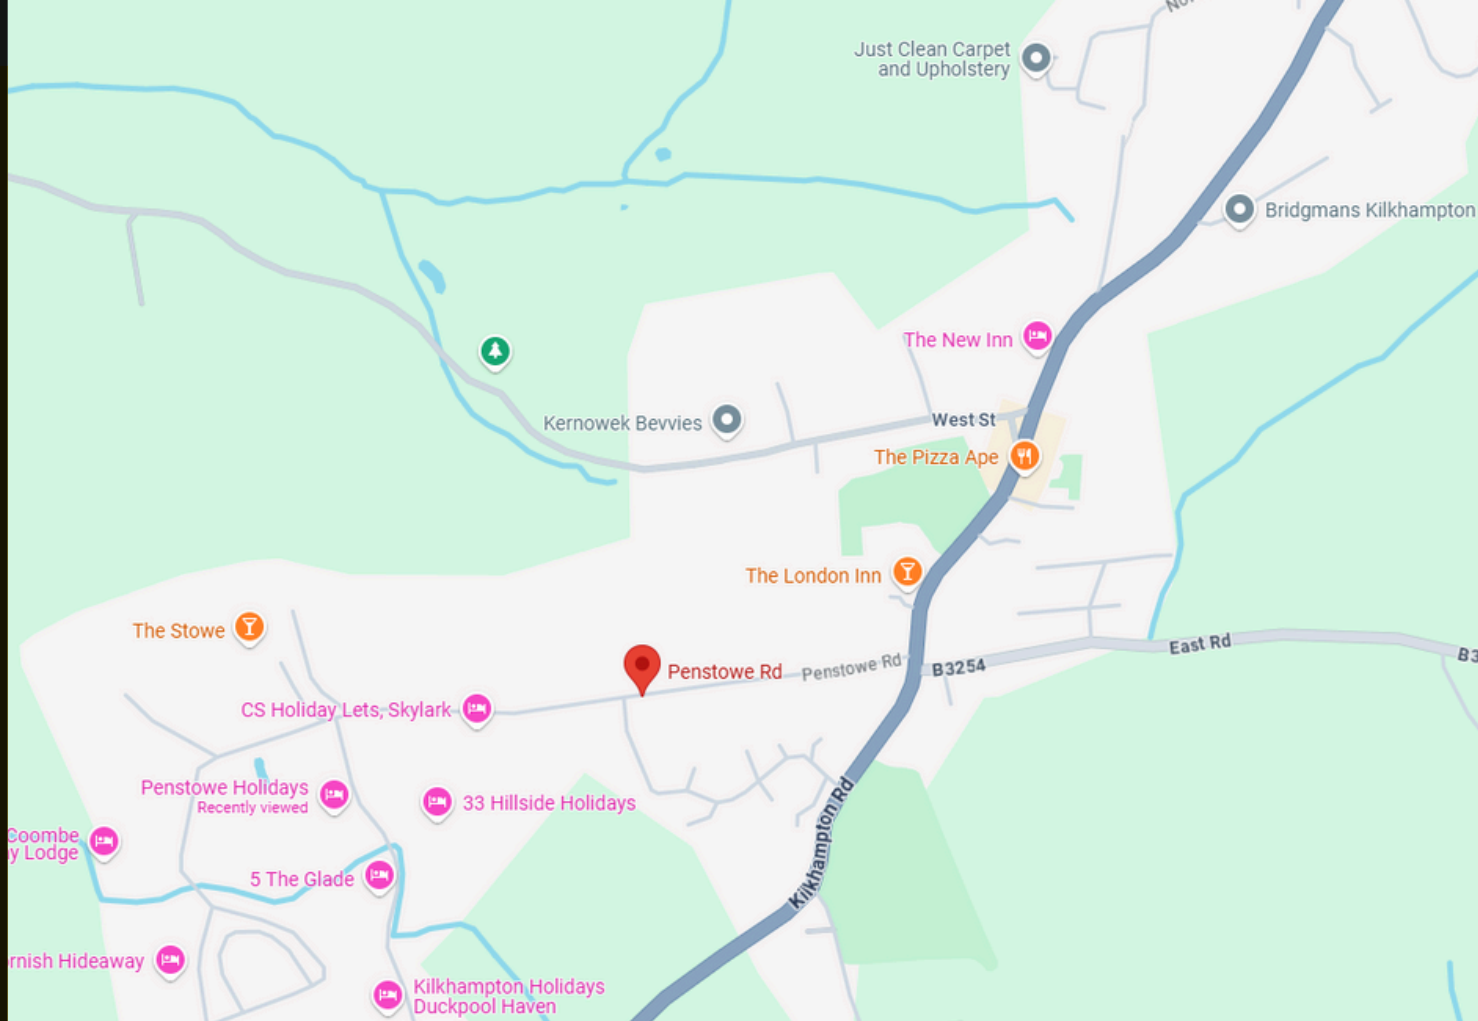 No
Just Clean Carpet
and Upholstery
Bridgmans Kilkhampton
The New Inn
West St
Kernowek Bevvies
The Pizza Ape
The London Inn
The Stowe
East Rd
B3
B3254
Penstowe Rd
Penstowe Rd
CS Holiday Lets, Skylark
Penstowe Holidays
Recently viewed
33 Hillside Holidays
Kilkhampton Rd
Coombe
y Lodge
5 The Glade
rnish Hideaway
Kilkhampton Holidays
Duckpool Haven